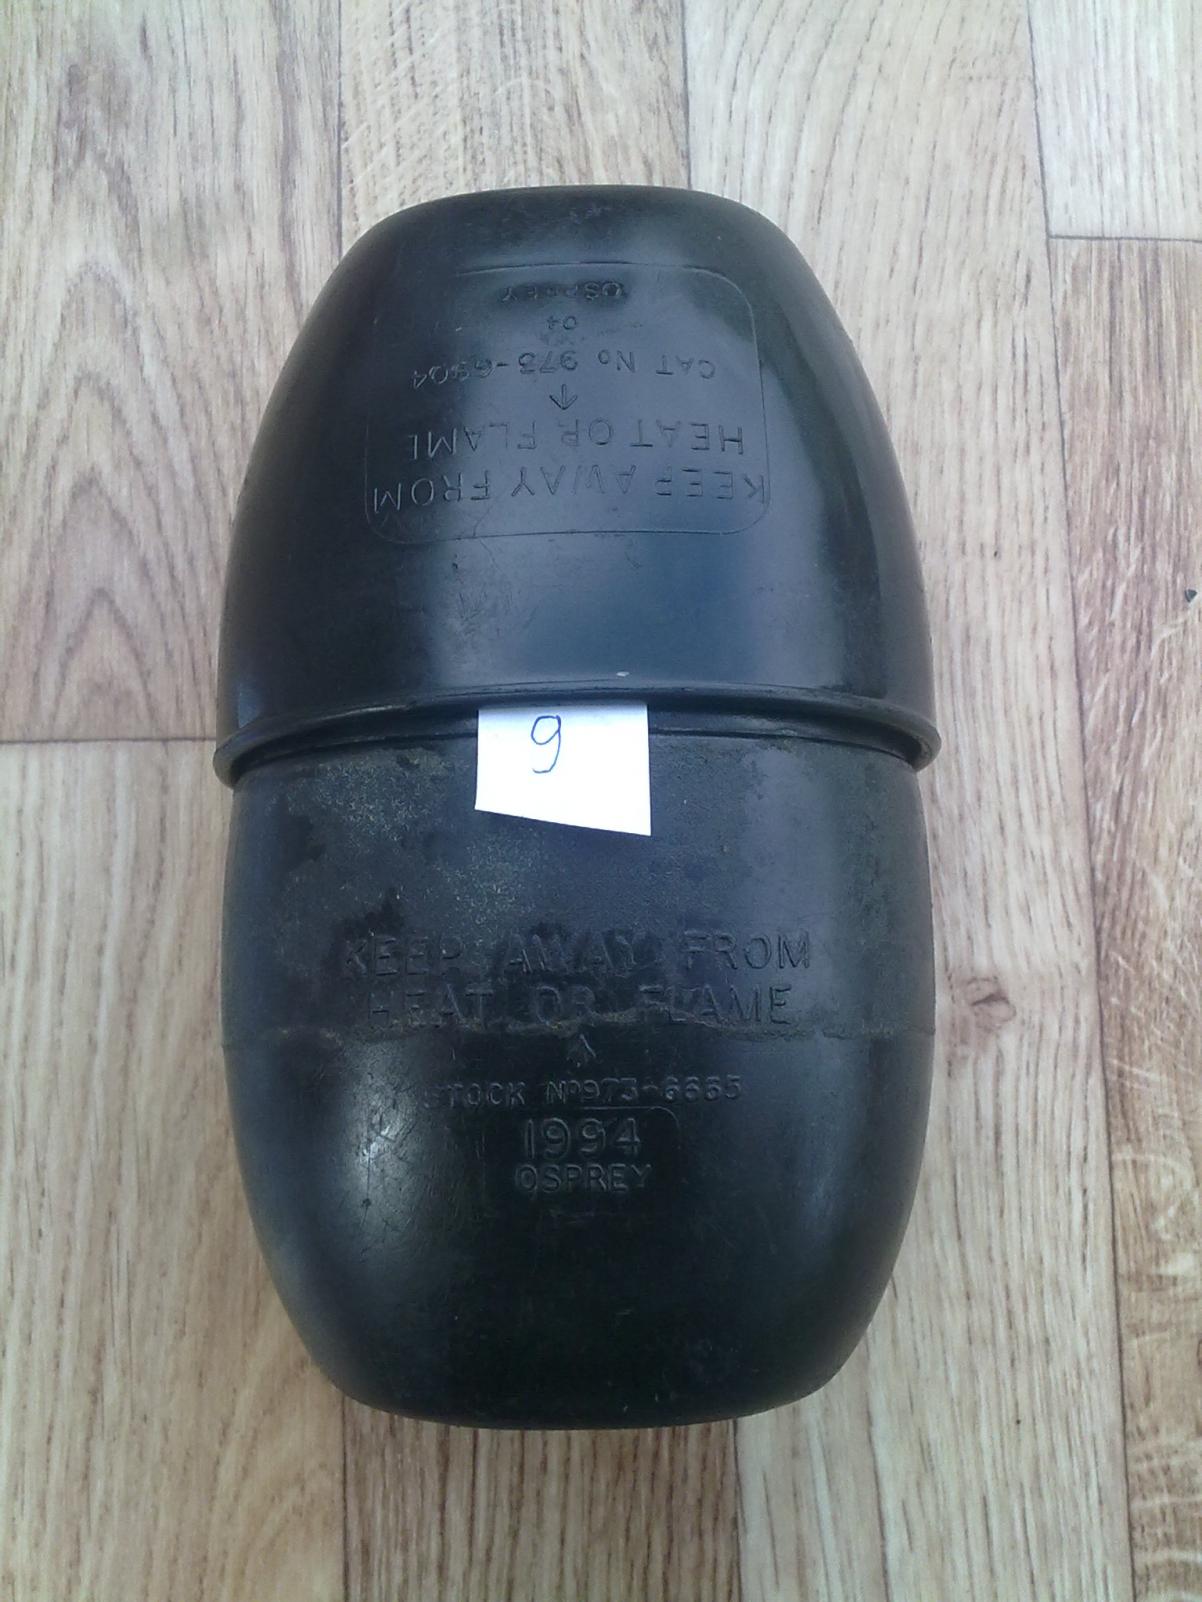 OSPREY
04
CAT No 973-6904
HEAT OR FLAME
KEEP AWAY FROM
9
KEEP AWAY FROM
HEAT OR FLAME
STOCK Nº973-6665
1994
OSPREY